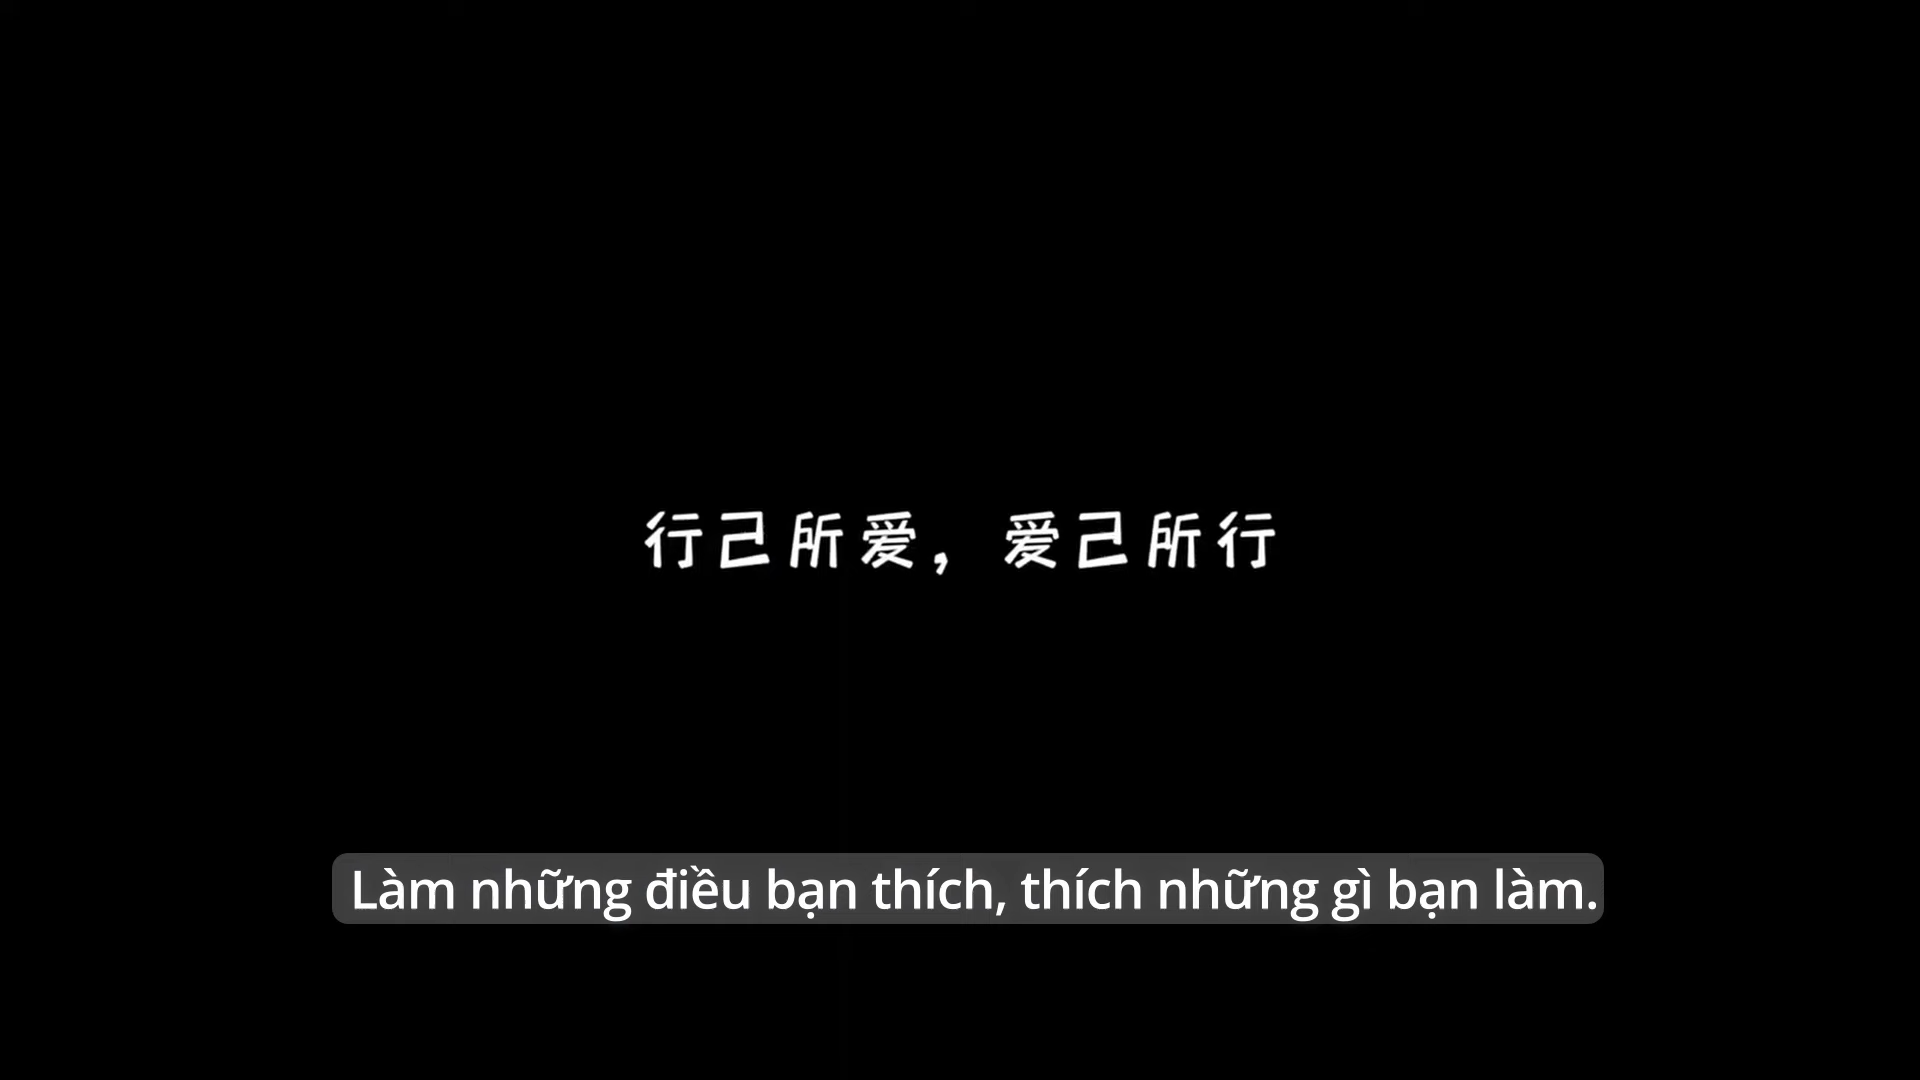 行己所爱，爱己所行
Làm những điều bạn thích, thích những gì bạn làm.